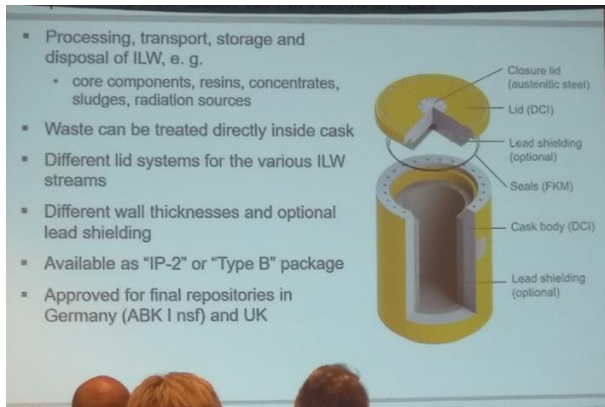 Processing, transport, storage and
disposal of ILW, e. g.
core components, resins, concentrates,
sludges, radiation sources
Waste can be treated directly inside cask
Different lid systems for the various ILW
streams
Different wall thicknesses and optional
lead shielding
Available as “IP-2” or “Type B” package
Approved for final repositories in
Germany (ABK I nsf) and UK
Closure lid
(austenitic steel)
Lid (DCI)
Lead shielding
(optional)
Seals (FKM)
Cask body (DCI)
Lead shielding
(optional)